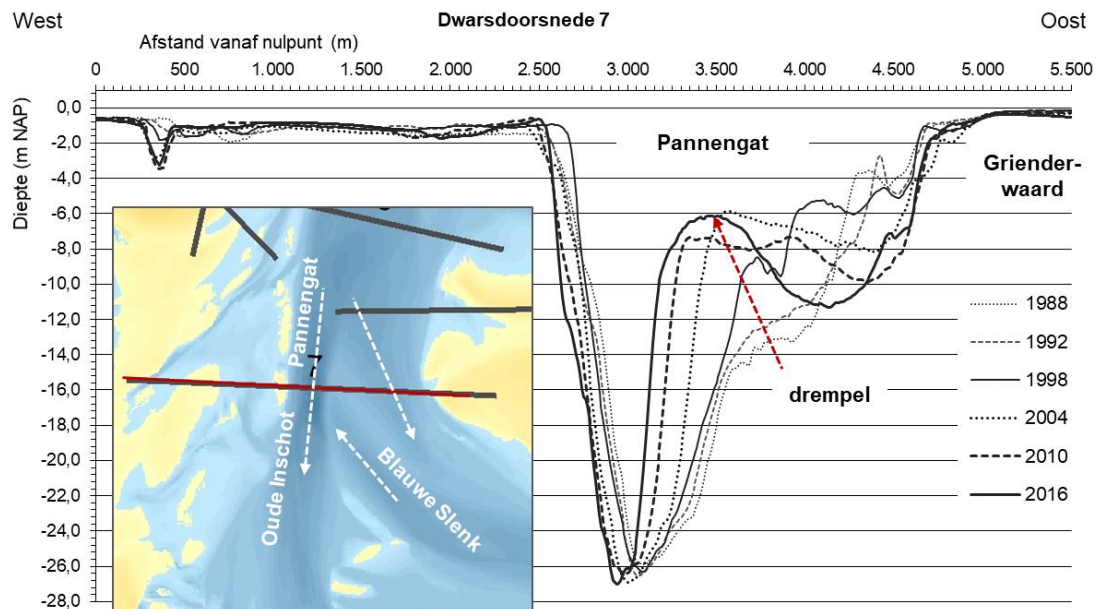 West
Dwarsdoorsnede 7
Oost
Afstand vanaf nulpunt (m)
0 500 1.000 1.500 2.000 2.500 3.000 3.500 4.000 4.500 5.000 5.500
Diepte (m NAP)
0,0
-2,0
-4,0
-6,0
-8,0
-10,0
-12,0
-14,0
-16,0
-18,0
-20,0
-22,0
-24,0
-26,0
-28,0
Pannengat
Griender-
waard
drempel
1988
1992
1998
2004
2010
2016
Pannengat
7
Oude Inschot
Blauwe Slenk